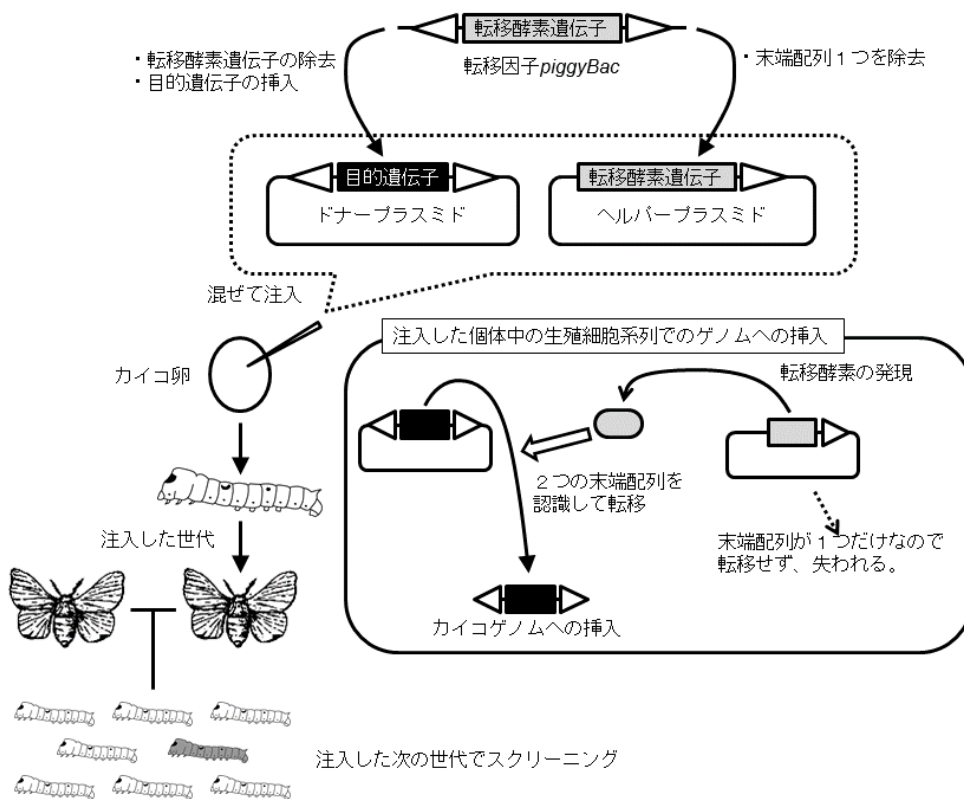 転移酵素遺伝子
・転移酵素遺伝子の除去
・目的遺伝子の挿入
転移因子piggyBac
・末端配列1つを除去
目的遺伝子
ドナープラスミド
転移酵素遺伝子
ヘルパープラスミド
混ぜて注入
カイコ卵
注入した個体中の生殖細胞系列でのゲノムへの挿入
転移酵素の発現
2つの末端配列を
認識して転移
末端配列が1つだけなので
転移せず、失われる。
カイコゲノムへの挿入
注入した世代
注入した次の世代でスクリーニング